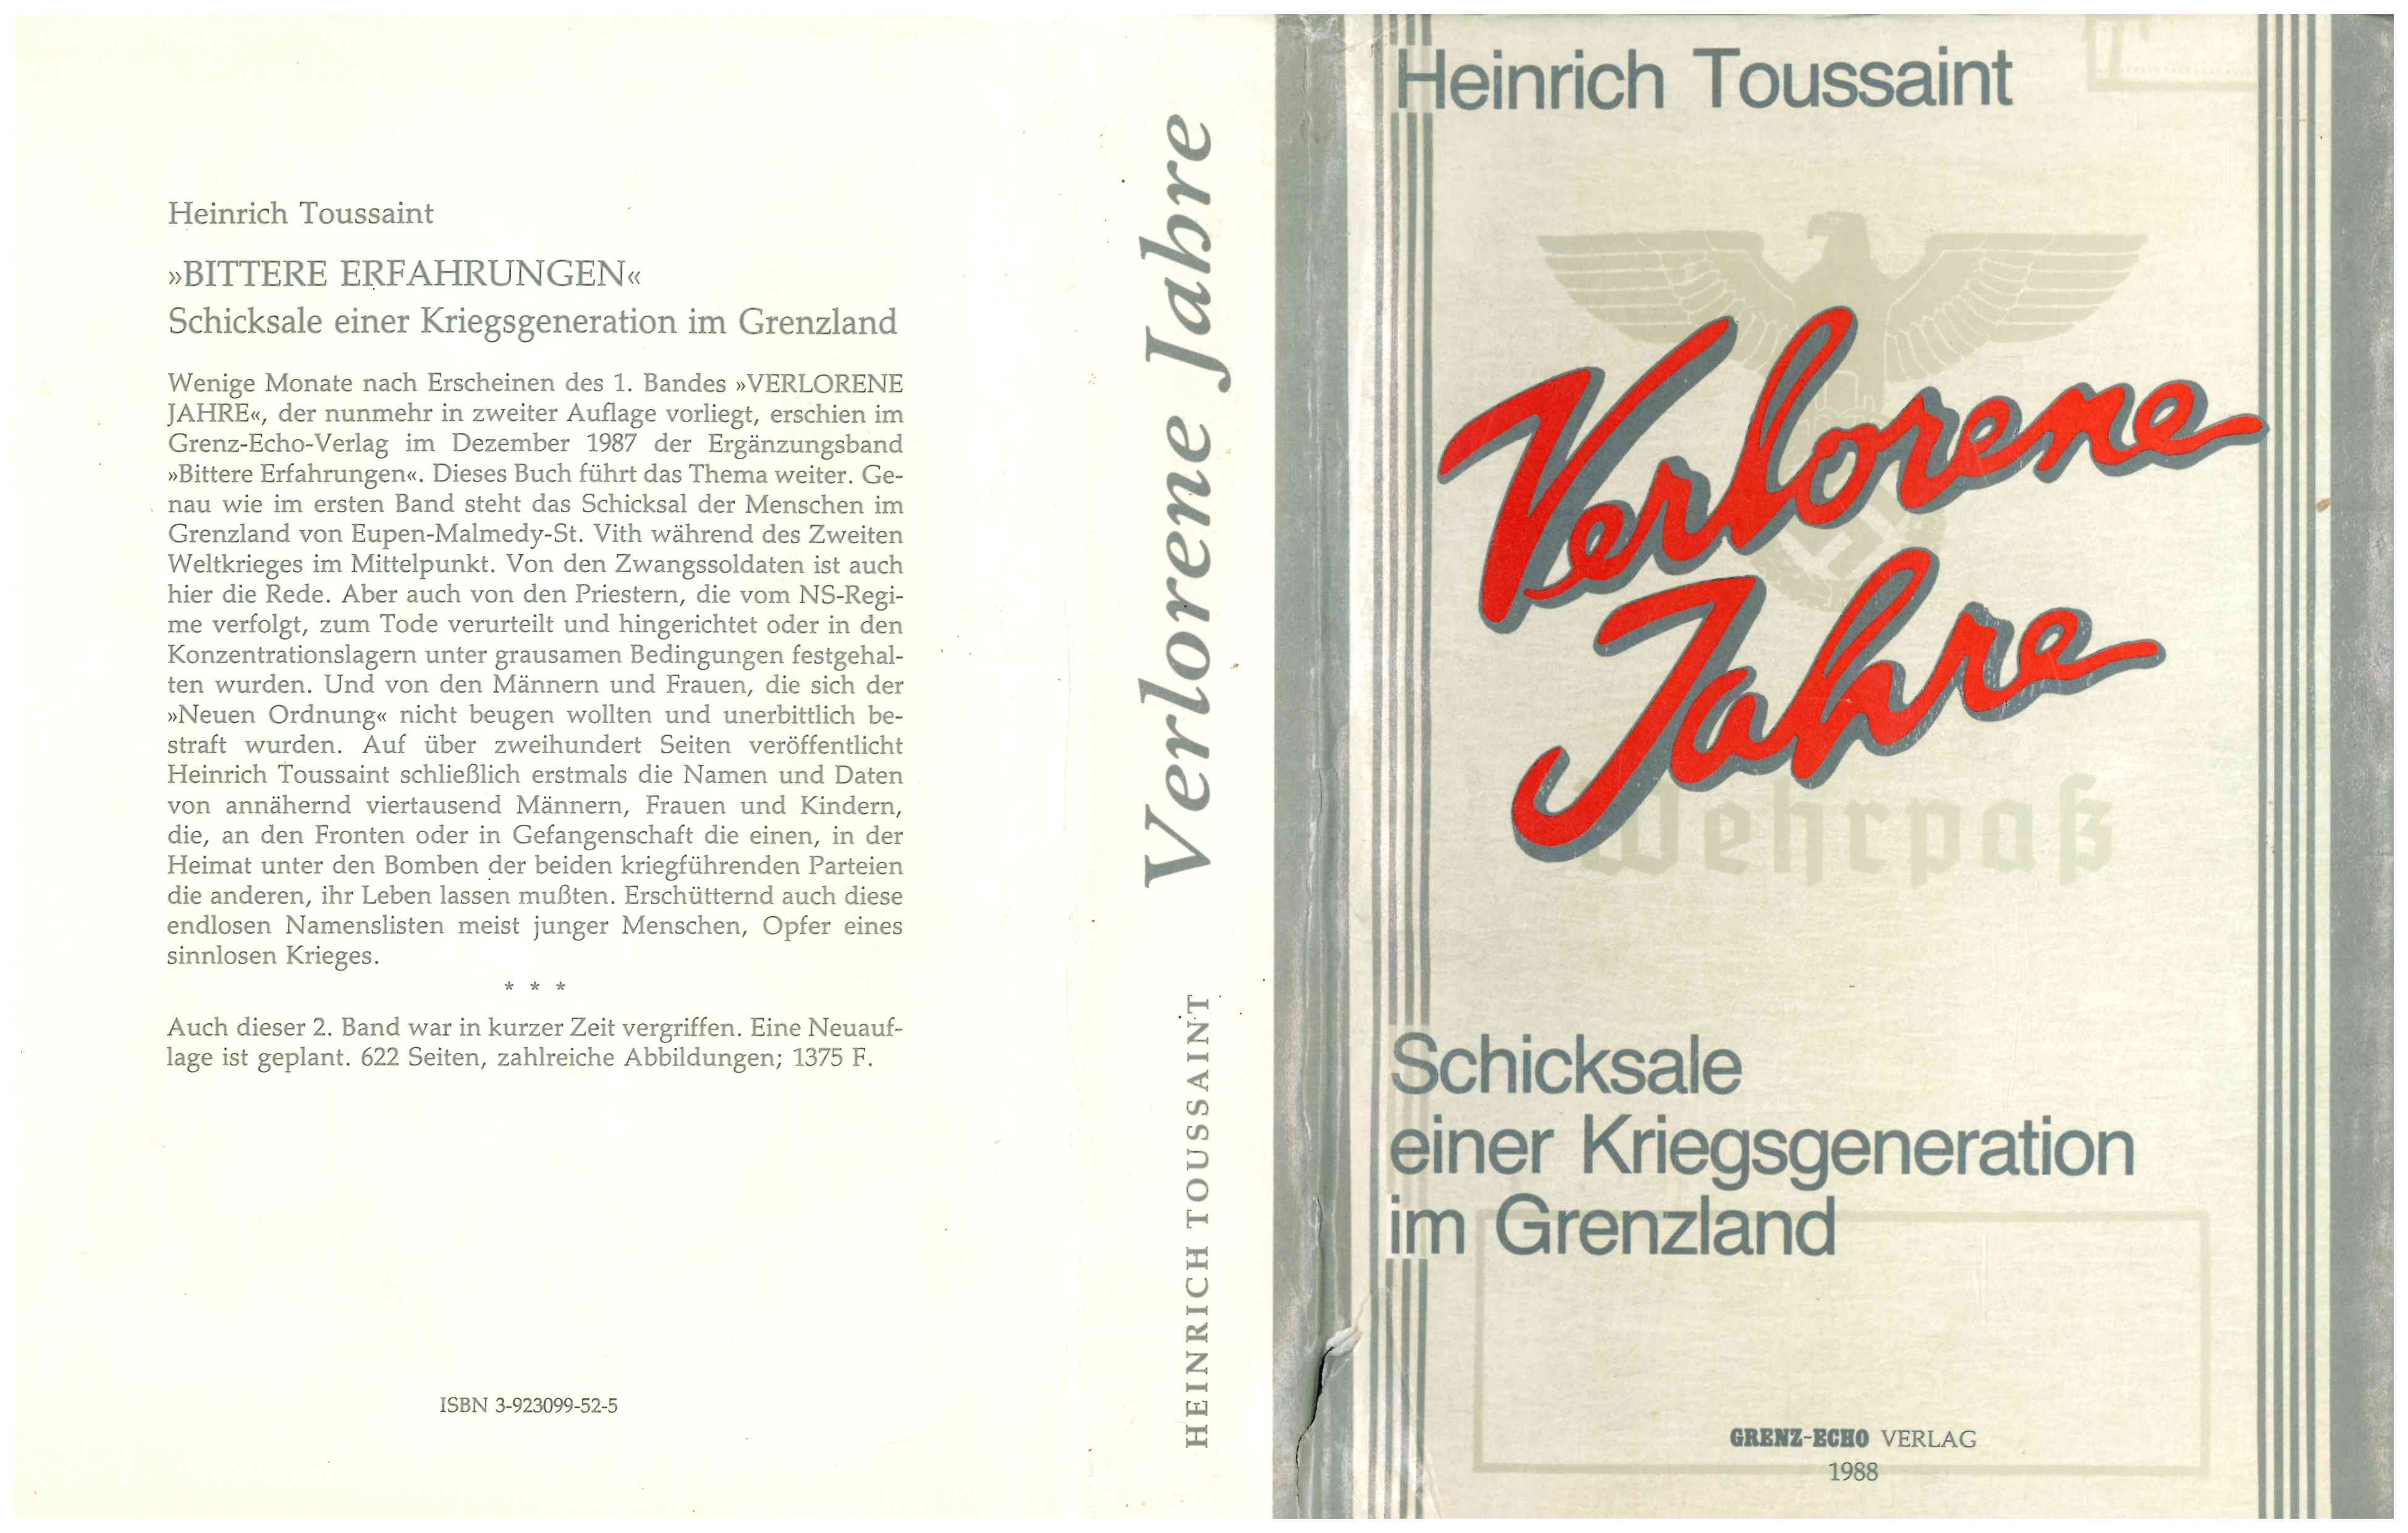 Heinrich Toussaint
»BITTERE ERFAHRUNGEN«
Schicksale einer Kriegsgeneration im Grenzland
Wenige Monate nach Erscheinen des 1. Bandes »VERLORENE
JAHRE«, der nunmehr in zweiter Auflage vorliegt, erschien im
Grenz-Echo-Verlag im Dezember 1987 der Ergänzungsband
»Bittere Erfahrungen«. Dieses Buch führt das Thema weiter. Ge-
nau wie im ersten Band steht das Schicksal der Menschen im
Grenzland von Eupen-Malmedy-St. Vith während des Zweiten
Weltkrieges im Mittelpunkt. Von den Zwangssoldaten ist auch
hier die Rede. Aber auch von den Priestern, die vom NS-Regi-
me verfolgt, zum Tode verurteilt und hingerichtet oder in den
Konzentrationslagern unter grausamen Bedingungen festgehal-
ten wurden. Und von den Männern und Frauen, die sich der
»Neuen Ordnung« nicht beugen wollten und unerbittlich be-
straft wurden. Auf über zweihundert Seiten veröffentlicht
Heinrich Toussaint schließlich erstmals die Namen und Daten
von annähernd viertausend Männern, Frauen und Kindern,
die, an den Fronten oder in Gefangenschaft die einen, in der
Heimat unter den Bomben der beiden kriegführenden Parteien
die anderen, ihr Leben lassen mußten. Erschütternd auch diese
endlosen Namenslisten meist junger Menschen, Opfer eines
sinnlosen Krieges.
* * *
Auch dieser 2. Band war in kurzer Zeit vergriffen. Eine Neuauf-
lage ist geplant. 622 Seiten, zahlreiche Abbildungen; 1375 F.
ISBN 3-923099-52-5
HEINRICH TOUSSAINT Verlorene Jahre
Heinrich Toussaint
Verlorene
Jahre
Wehrpaß
Schicksale
einer Kriegsgeneration
im Grenzland
GRENZ-ECHO VERLAG
1988